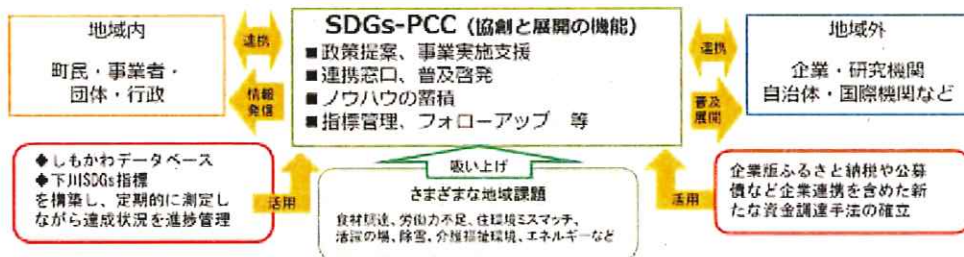 地域内
町民・事業者・
団体・行政
連携
情報
発信
SDGs-PCC（協創と展開の機能）
■政策提案、事業実施支援
■連携窓口、普及啓発
■ノウハウの蓄積
■指標管理、フォローアップ　等
連携
普及
展開
地域外
企業・研究機関
自治体・国際機関など
◆しもかわデータベース
◆下川SDGs指標
を構築し、定期的に測定し
ながら達成状況を進捗管理
活用
吸い上げ
さまざまな地域課題
食材調達、労働力不足、住環境ミスマッチ、
活躍の場、除雪、介護福祉環境、エネルギーなど
活用
企業版ふるさと納税や公募
債など企業連携を含めた新
たな資金調達手法の確立